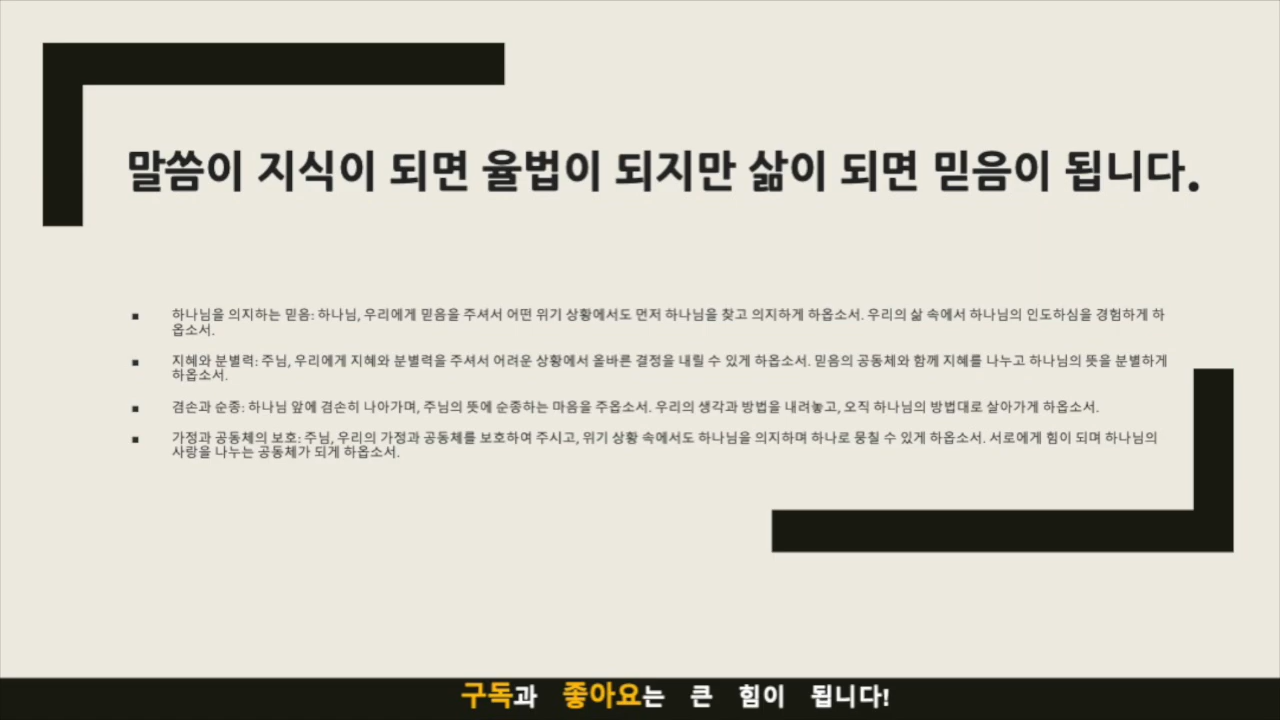 말씀이 지식이 되면 율법이 되지만 삶이 되면 믿음이 됩니다.
▪ 하나님을 의지하는 믿음: 하나님, 우리에게 믿음을 주셔서 어떤 위기 상황에서도 먼저 하나님을 찾고 의지하게 하옵소서. 우리의 삶 속에서 하나님의 인도하심을 경험하게 하
옵소서.
▪ 지혜와 분별력: 주님, 우리에게 지혜와 분별력을 주셔서 어려운 상황에서 올바른 결정을 내릴 수 있게 하옵소서. 믿음의 공동체와 함께 지혜를 나누고 하나님의 뜻을 분별하게
하옵소서.
▪ 겸손과 순종: 하나님 앞에 겸손히 나아가며, 주님의 뜻에 순종하는 마음을 주옵소서. 우리의 생각과 방법을 내려놓고, 오직 하나님의 방법대로 살아가게 하옵소서.
▪ 가정과 공동체의 보호: 주님, 우리의 가정과 공동체를 보호하여 주시고, 위기 상황 속에서도 하나님을 의지하며 하나로 뭉칠 수 있게 하옵소서. 서로에게 힘이 되며 하나님의
사랑을 나누는 공동체가 되게 하옵소서.
구독과 좋아요는 큰 힘이 됩니다!